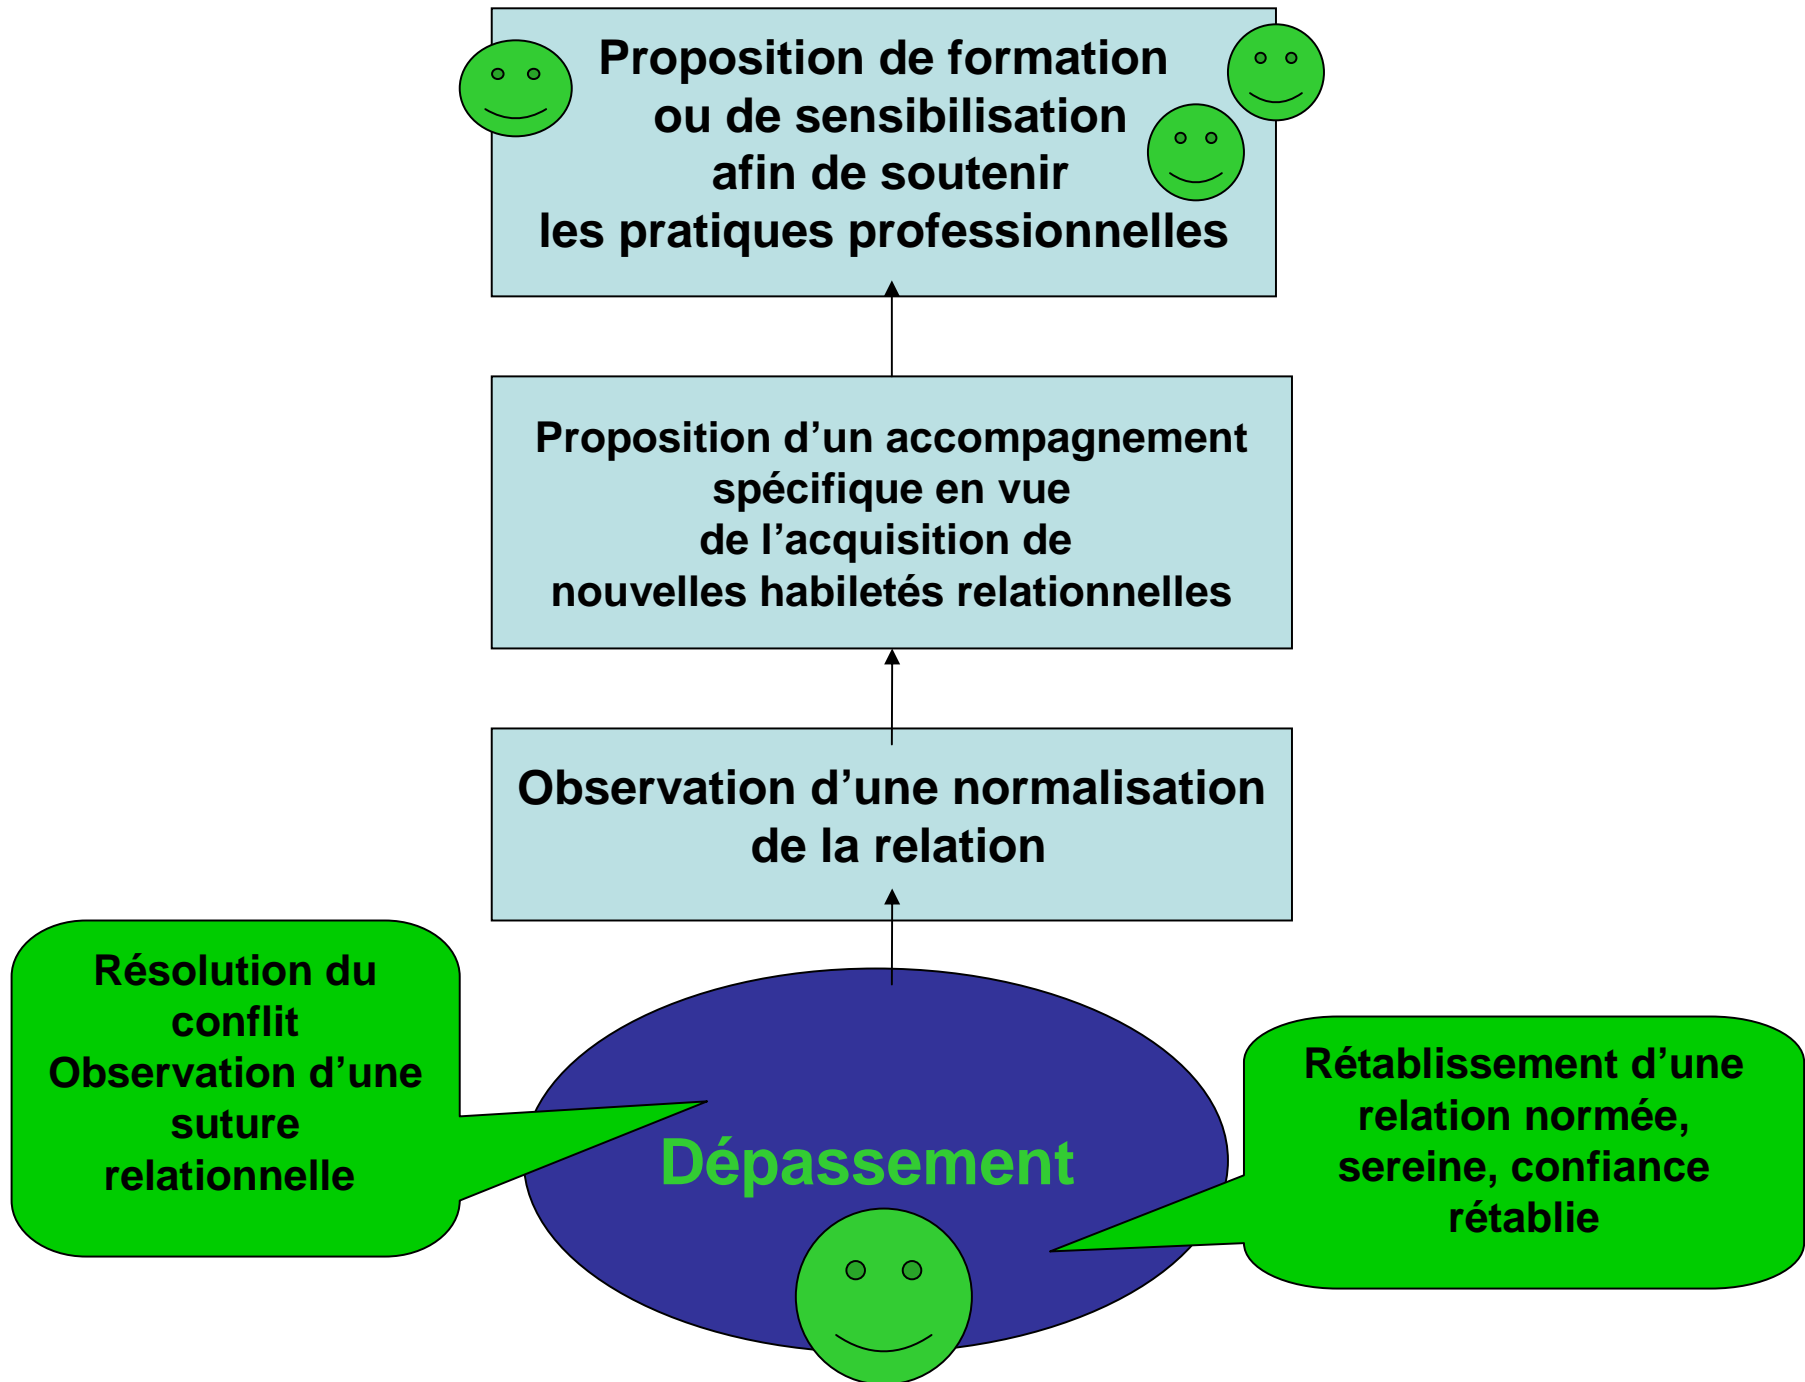 Proposition de formation
ou de sensibilisation
afin de soutenir
les pratiques professionnelles
Proposition d’un accompagnement
spécifique en vue
de l’acquisition de
nouvelles habiletés relationnelles
Observation d’une normalisation
de la relation
Résolution du
conflit
Observation d’une
suture
relationnelle
Dépassement
Rétablissement d’une
relation normée,
sereine, confiance
rétablie